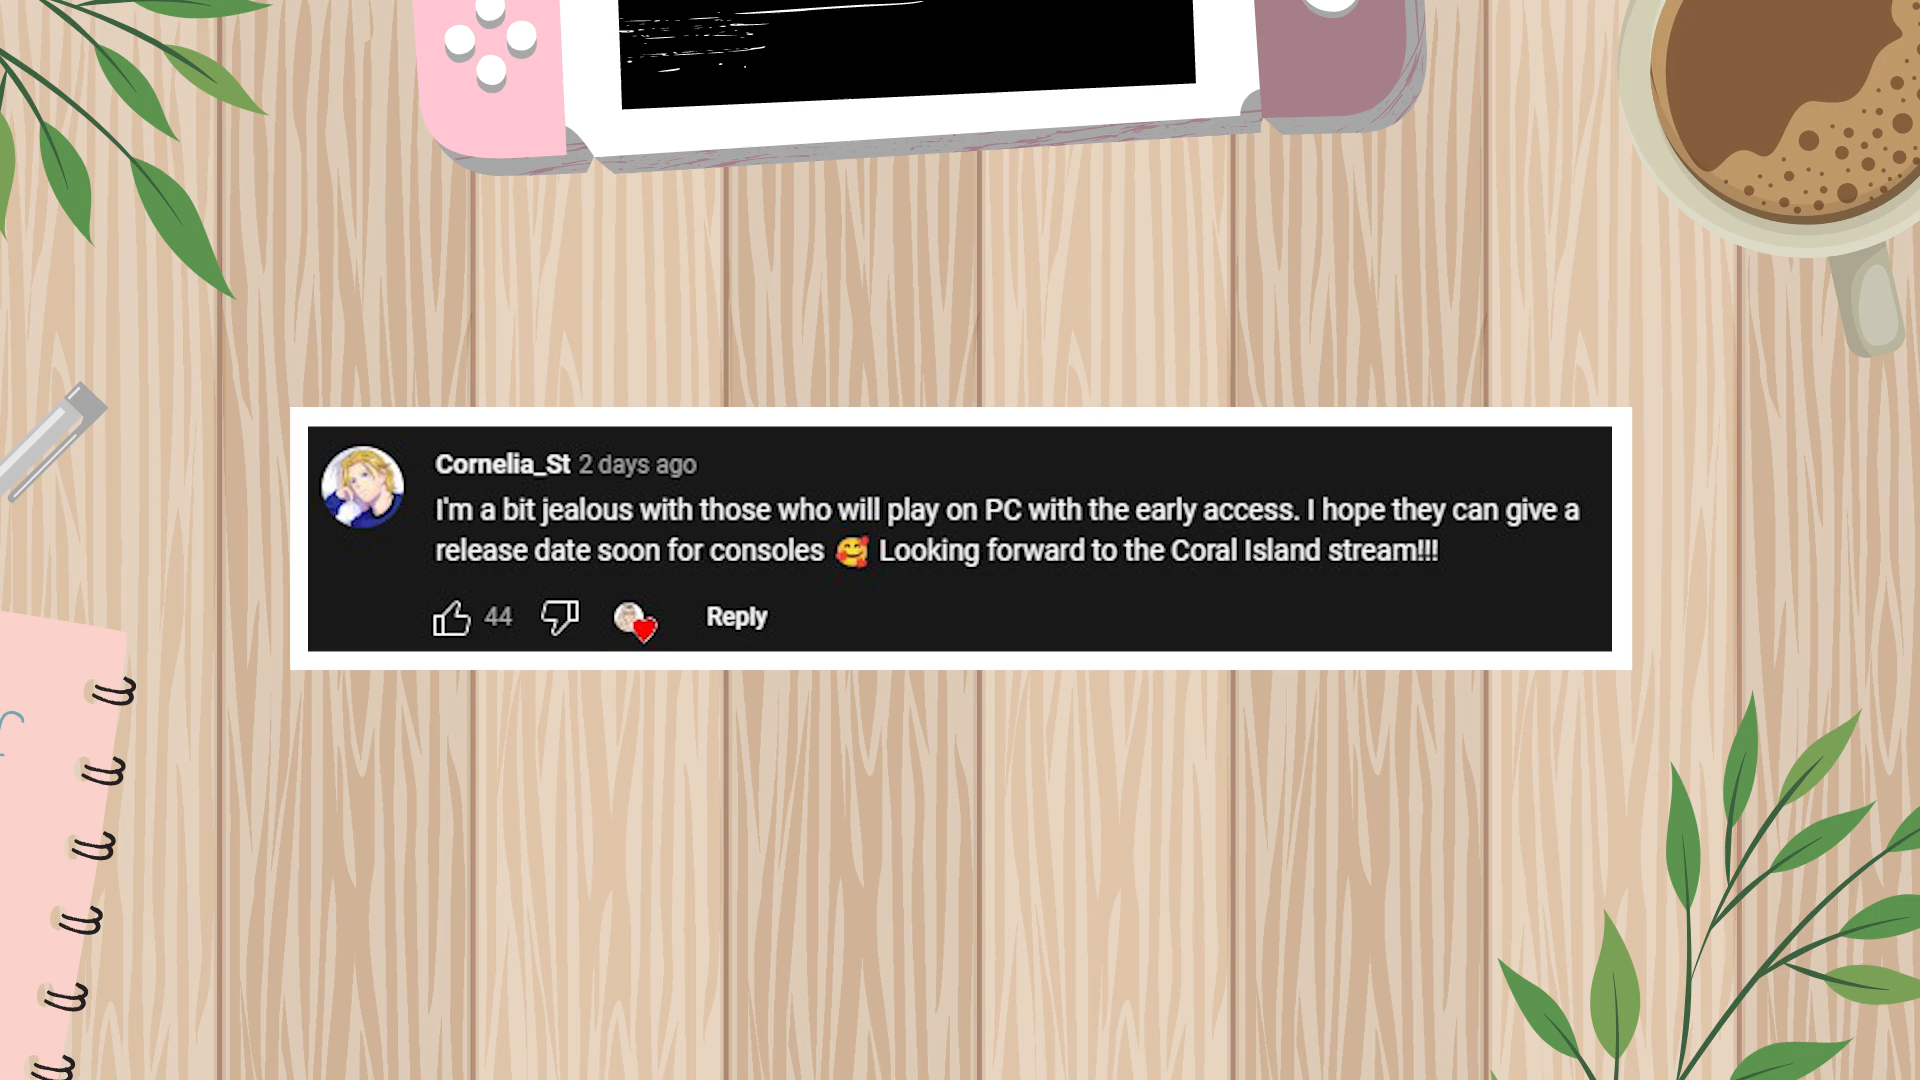 Cornelia_St 2 days ago
I'm a bit jealous with those who will play on PC with the early access. I hope they can give a
release date soon for consoles 🥰 Looking forward to the Coral Island stream!!!
44 Reply